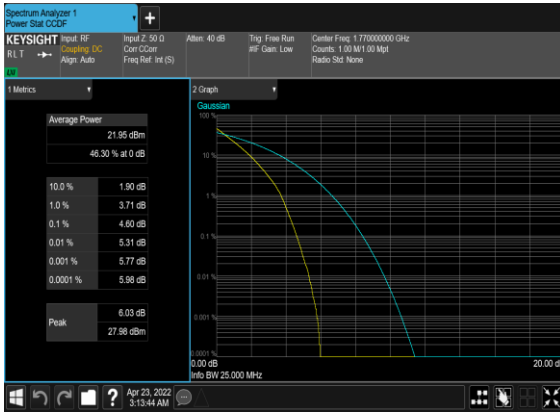 Spectrum Analyzer 1
Power Stat CCDF
KEYSIGHT
RLT
Input: RF
Coupling: DC
Align: Auto
Input Z: 50 Ω
Corr CCorr
Freq Ref: Int (S)
Atten: 40 dB
Trig: Free Run
#IF Gain: Low
Center Freq: 1.770000000 GHz
Counts: 1.00 M/1.00 Mpt
Radio Std: None
1 Metrics
Average Power
21.95 dBm
46.30 % at 0 dB
10.0 % 1.90 dB
1.0 % 3.71 dB
0.1 % 4.60 dB
0.01 % 5.31 dB
0.001 % 5.77 dB
0.0001 % 5.98 dB
Peak
6.03 dB
27.98 dBm
2 Graph
Gaussian
100 %
10 %
1 %
0.1 %
0.01 %
0.001 %
0.0001 %
0.00 dB
20.00 d
Info BW 25.000 MHz
Apr 23, 2022
3:13:44 AM